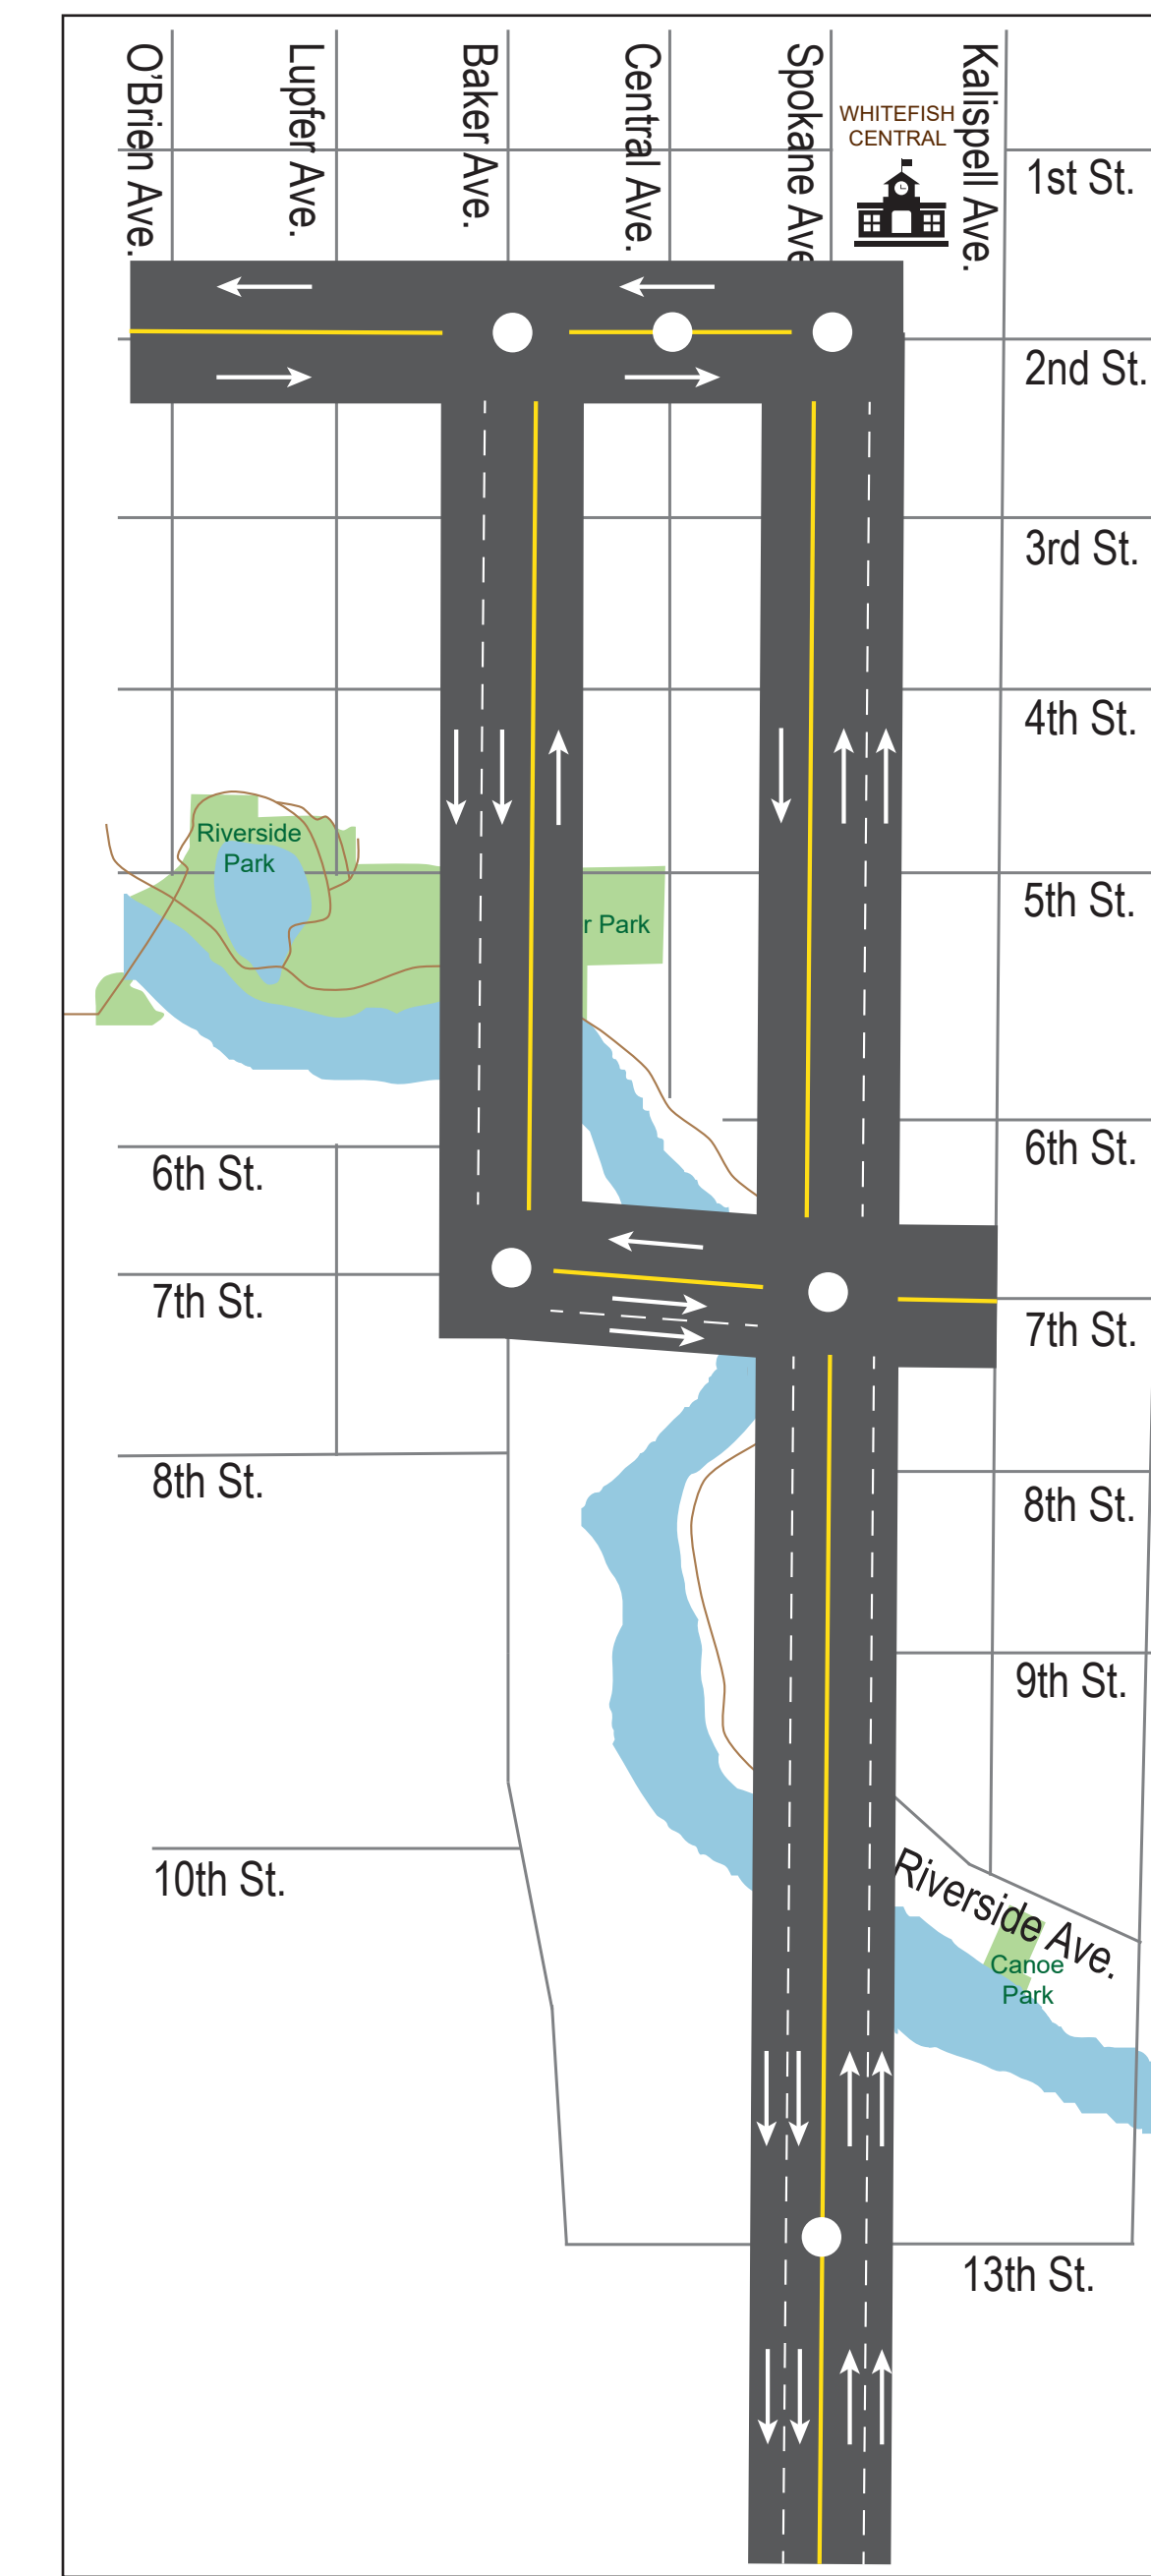 O'Brien Ave.
Lupfer Ave.
Baker Ave.
Central Ave.
Spokane Ave
Kalispell Ave.
WHITEFISH
CENTRAL
1st St.
2nd St.
3rd St.
4th St.
Riverside
Park
5th St.
r Park
6th St.
6th St.
7th St.
7th St.
8th St.
8th St.
9th St.
10th St.
Riverside Ave.
Canoe
Park
13th St.